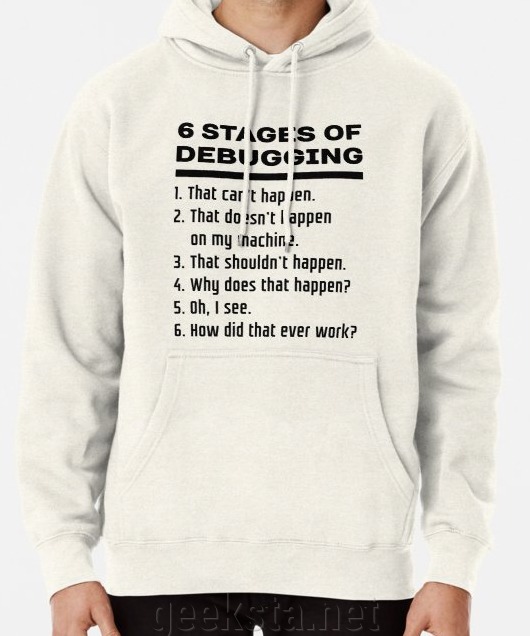 6 STAGES OF
DEBUGGING
1. That can't happen.
2. That doesn't happen
on my machine.
3. That shouldn't happen.
4. Why does that happen?
5. Oh, I see.
6. How did that ever work?
geeksta.net